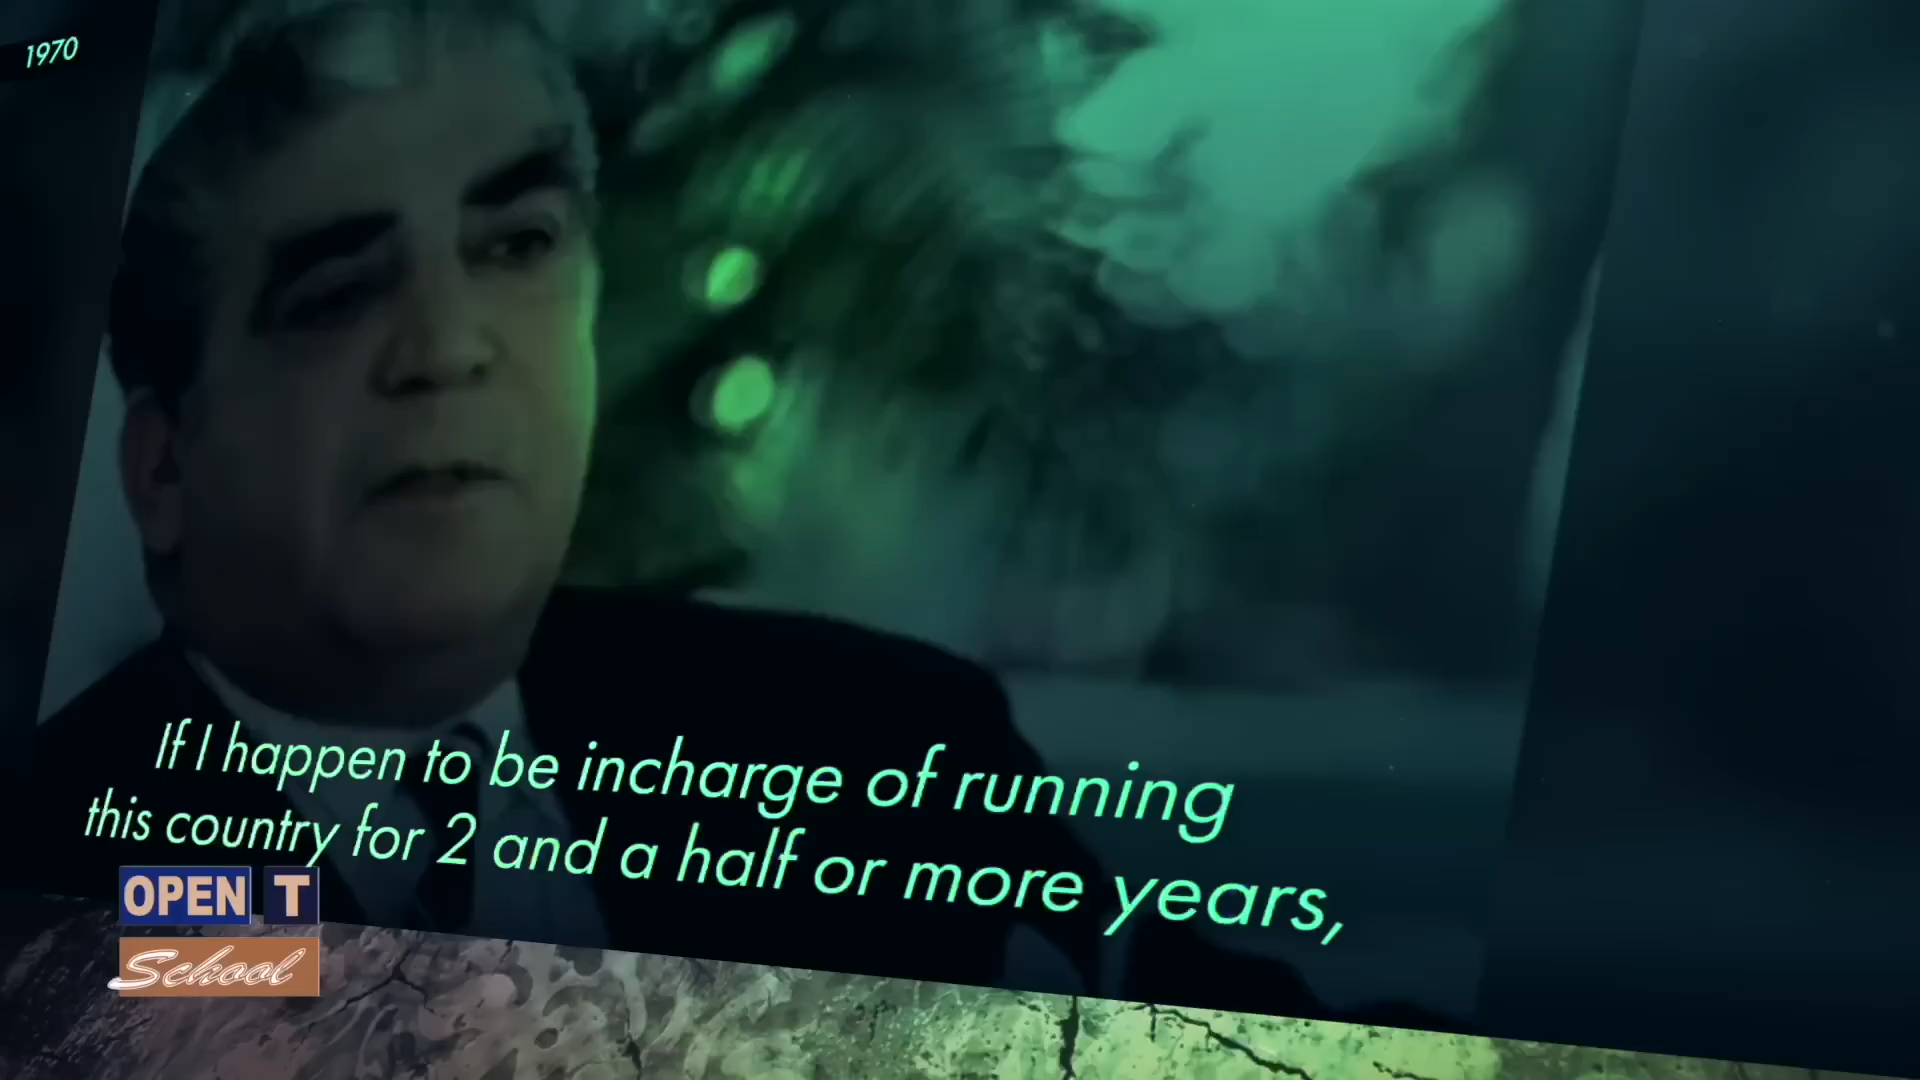 1970
If I happen to be incharge of running
this country for 2 and a half or more years,
OPEN T
School